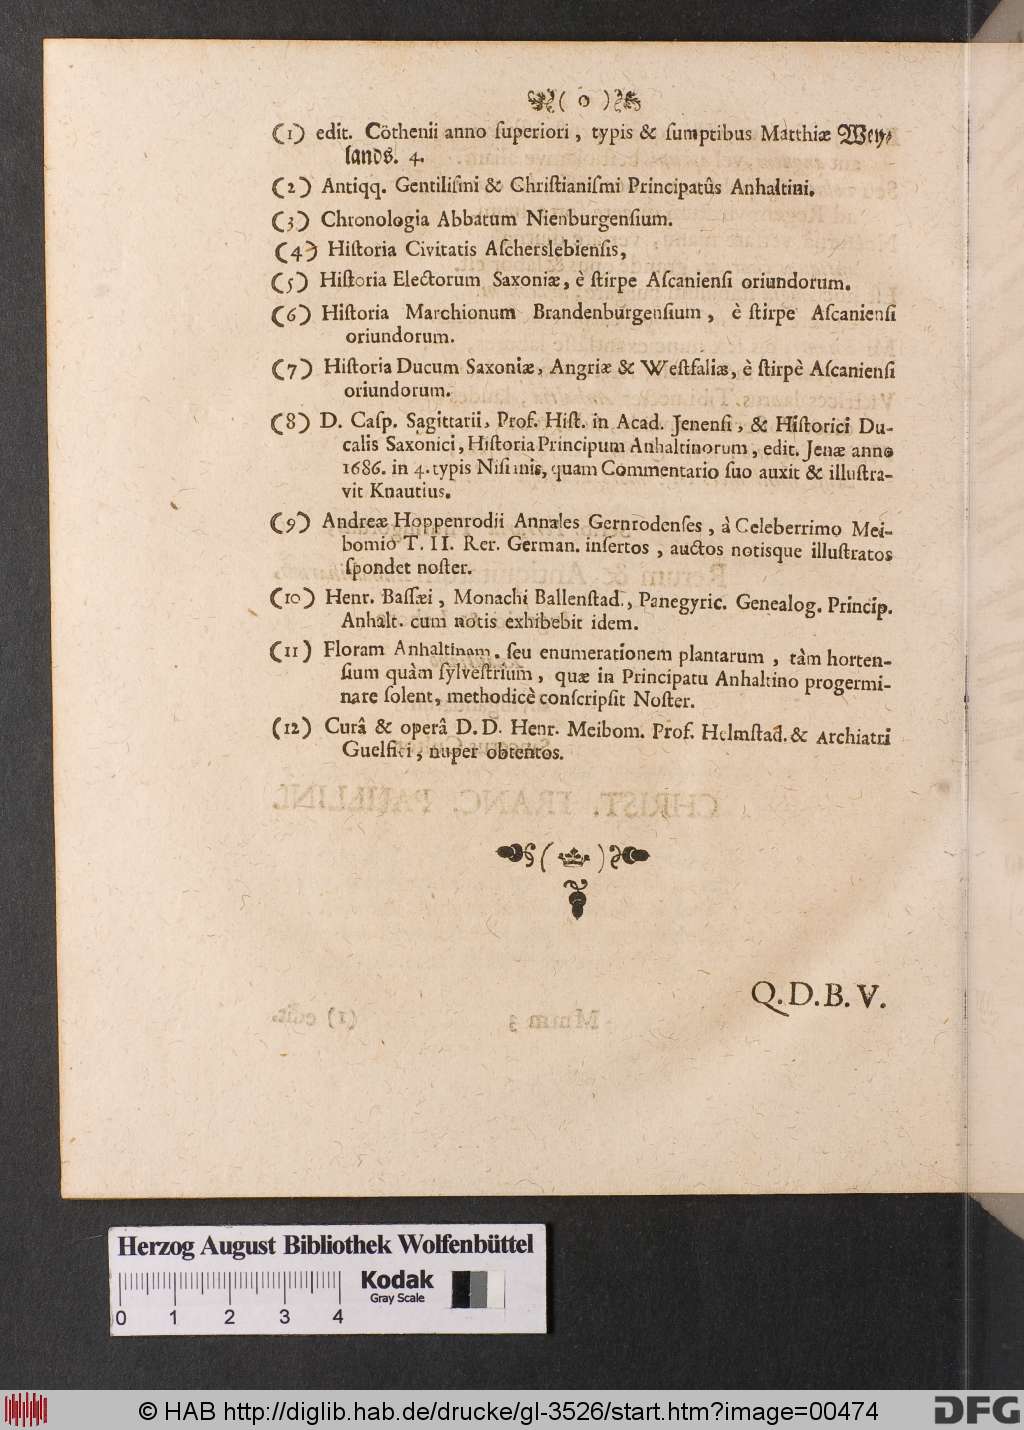 ( o )
(1) edit. Cöthenii anno ſuperiori, typis & ſumptibus Matthiæ Wey-
lands. 4.
(2) Antiqq. Gentiliſmi & Chriſtianiſmi Principatûs Anhaltini.
(3) Chronologia Abbatum Nienburgenſium.
(4) Hiſtoria Civitatis Aſcherslebienſis,
(5) Hiſtoria Electorum Saxoniæ, è ſtirpe Aſcanienſi oriundorum.
(6) Hiſtoria Marchionum Brandenburgenſium, è ſtirpe Aſcanienſi
oriundorum.
(7) Hiſtoria Ducum Saxoniæ, Angriæ & Weſtfaliæ, è ſtirpè Aſcanienſi
oriundorum.
(8) D. Caſp. Sagittarii, Prof. Hiſt. in Acad. Jenenſi, & Hiſtorici Du-
calis Saxonici, Hiſtoria Principum Anhaltinorum, edit. Jenæ anno
1686. in 4. typis Niſianis, quam Commentario ſuo auxit & illuſtra-
vit Knautius.
(9) Andreæ Hoppenrodii Annales Gernrodenſes, à Celeberrimo Mei-
bomio T. II. Rer. German. inſertos, auctos notisque illuſtratos
ſpondet noſter.
(10) Henr. Baſſæi, Monachi Ballenſtad., Panegyric. Genealog. Princip.
Anhalt. cum notis exhibebit idem.
(11) Floram Anhaltinam. ſeu enumerationem plantarum, tàm horten-
ſium quàm ſylveſtrium, quæ in Principatu Anhaltino progermi-
nare ſolent, methodicè conſcripſit Noſter.
(12) Curâ & operâ D. D. Henr. Meibom. Prof. Helmſtad. & Archiatri
Guelfici, nuper obtentos.
Q. D. B. V.
Herzog August Bibliothek Wolfenbüttel
Kodak
Gray Scale
0 1 2 3 4
© HAB http://diglib.hab.de/drucke/gl-3526/start.htm?image=00474
DFG